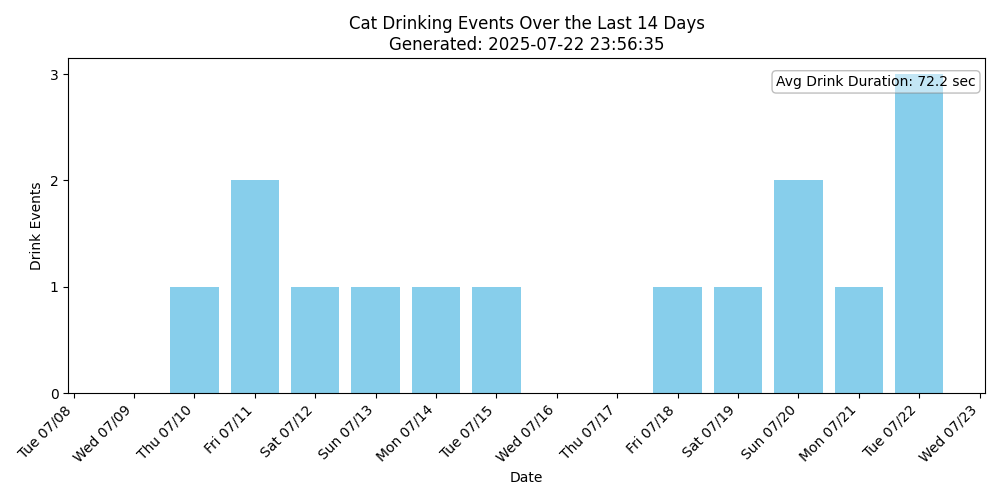 Cat Drinking Events Over the Last 14 Days
Generated: 2025-07-22 23:56:35
Avg Drink Duration: 72.2 sec
Drink Events
3
2
1
0
Tue 07/08
Wed 07/09
Thu 07/10
Fri 07/11
Sat 07/12
Sun 07/13
Mon 07/14
Tue 07/15
Wed 07/16
Thu 07/17
Fri 07/18
Sat 07/19
Sun 07/20
Mon 07/21
Tue 07/22
Wed 07/23
Date